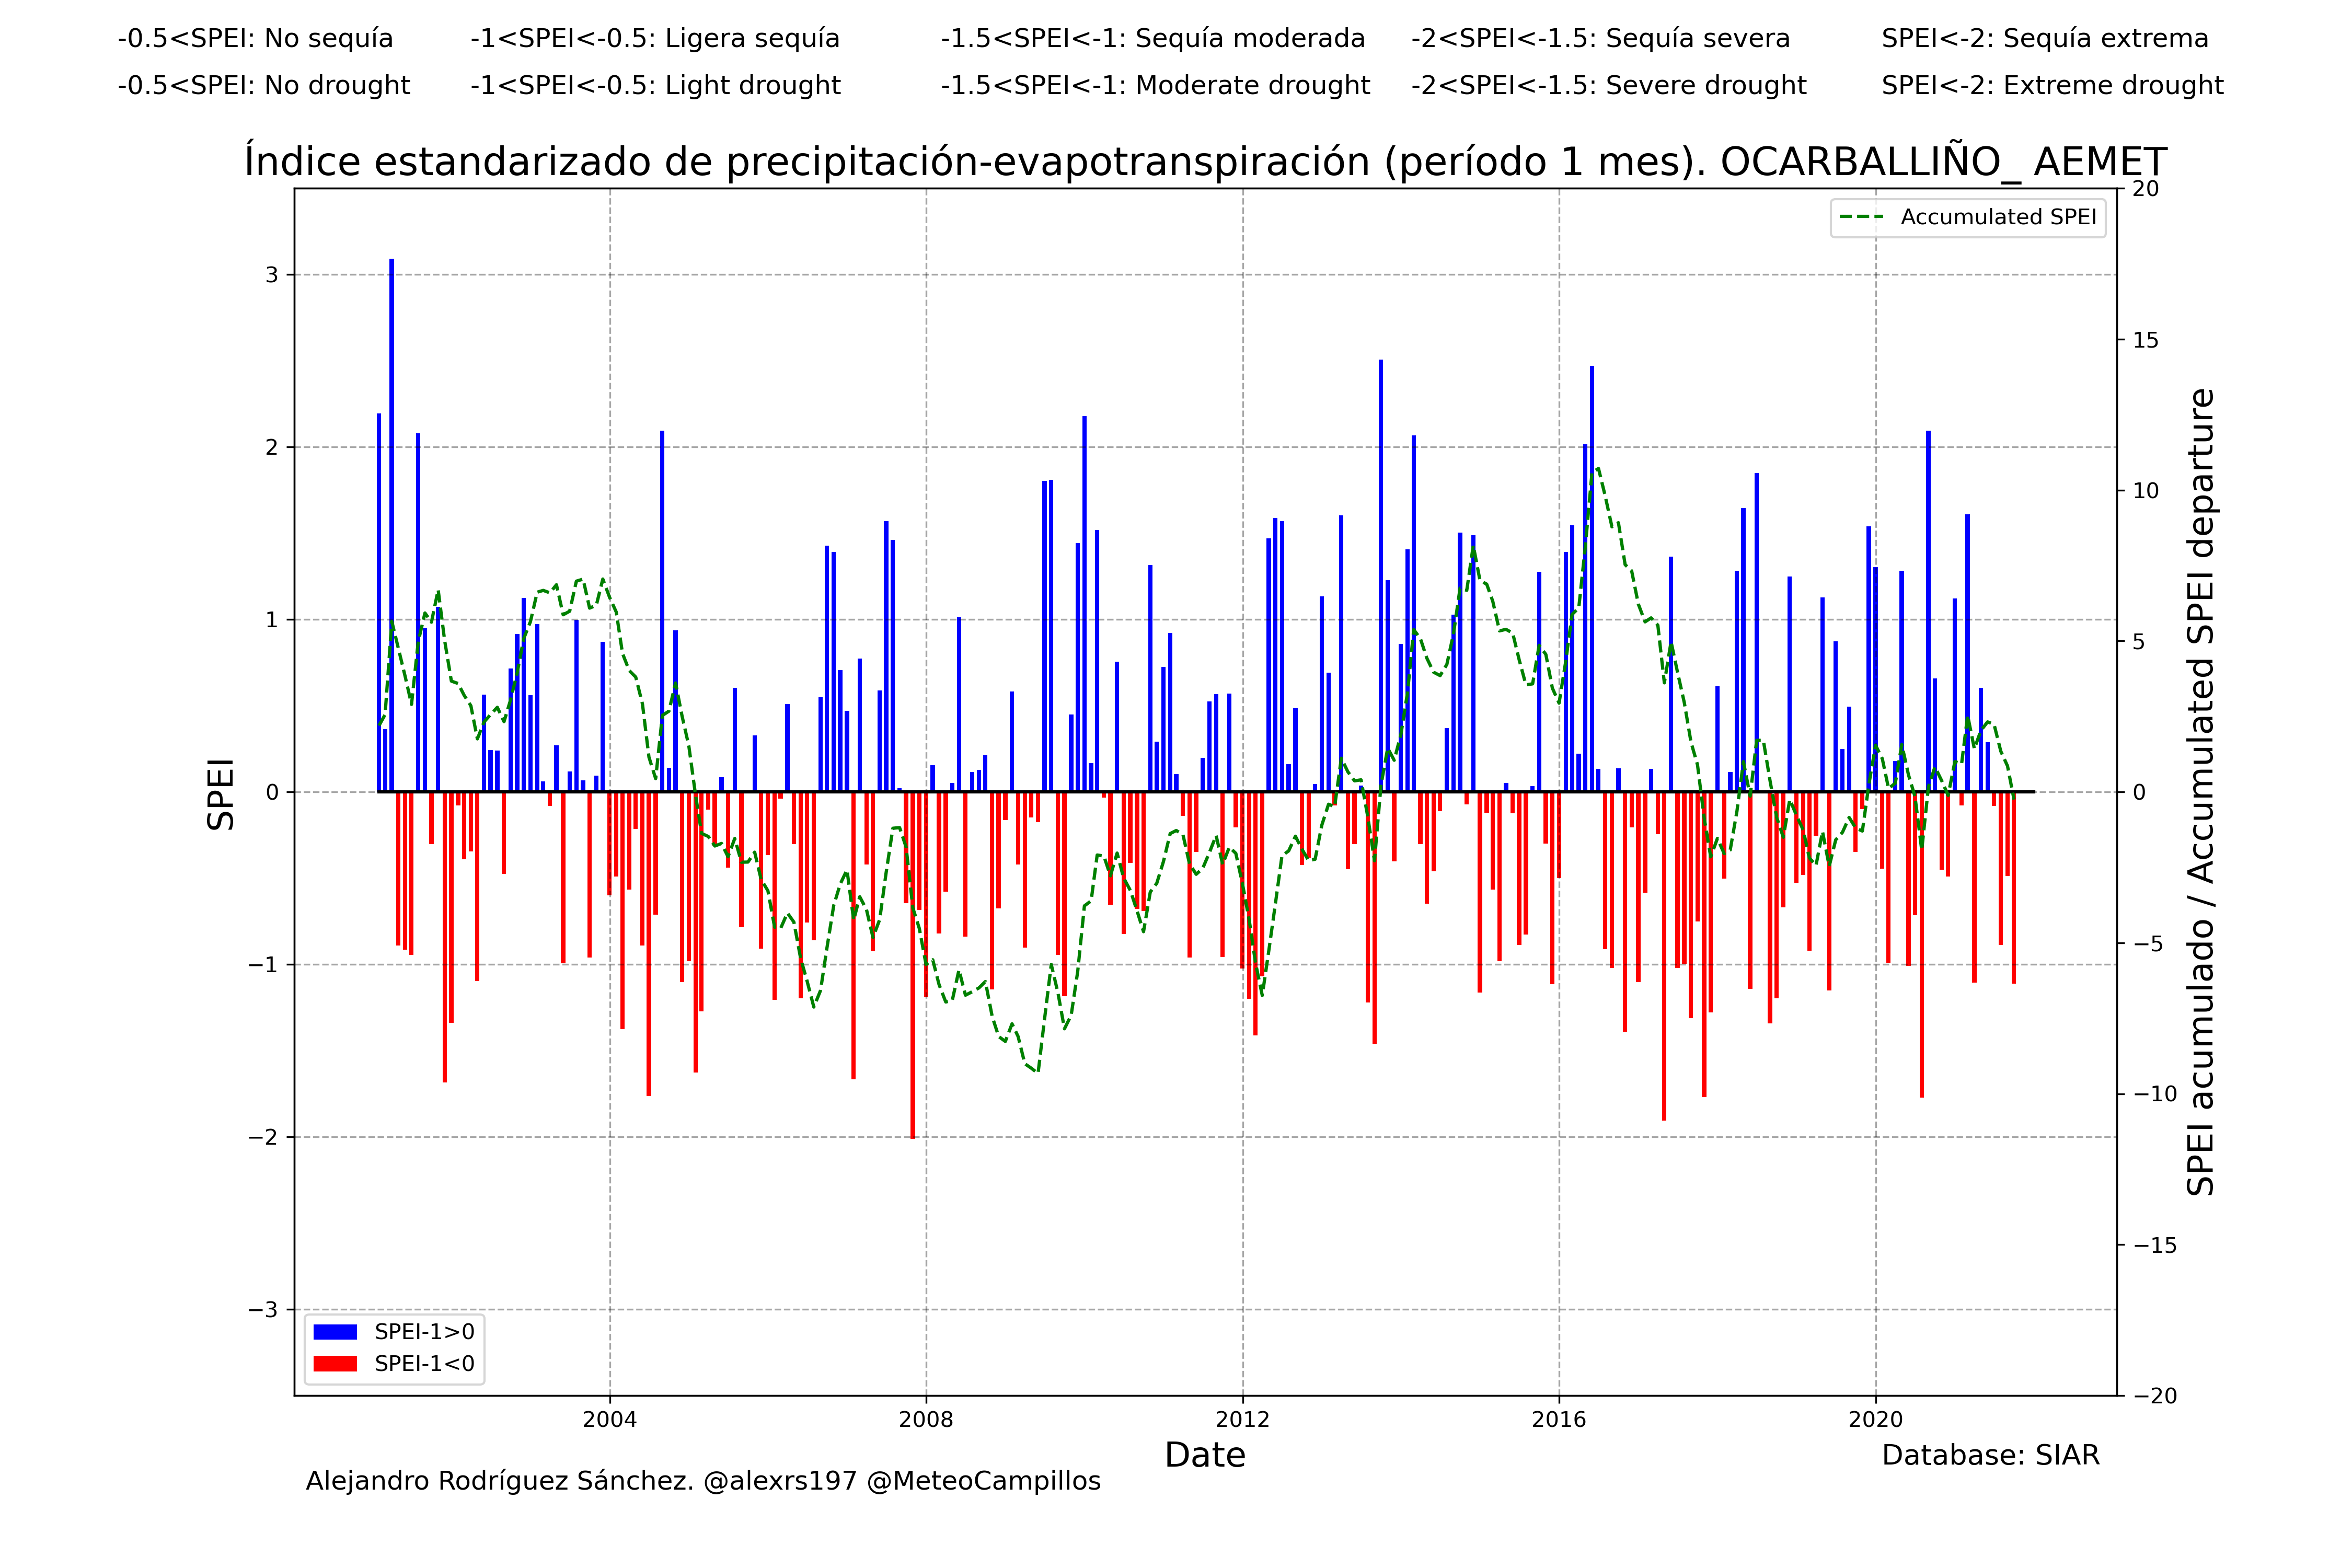 -0.5<SPEI: No sequía -1<SPEI<-0.5: Ligera sequía -1.5<SPEI<-1: Sequía moderada -2<SPEI<-1.5: Sequía severa SPEI<-2: Sequía extrema
-0.5<SPEI: No drought -1<SPEI<-0.5: Light drought -1.5<SPEI<-1: Moderate drought -2<SPEI<-1.5: Severe drought SPEI<-2: Extreme drought
Índice estandarizado de precipitación-evapotranspiración (período 1 mes). OCARBALLIÑO_ AEMET
Accumulated SPEI
SPEI
3
2
1
0
−1
−2
−3
20
15
10
5
0
−5
−10
−15
−20
SPEI acumulado / Accumulated SPEI departure
SPEI-1>0
SPEI-1<0
2004 2008 2012 2016 2020
Date
Database: SIAR
Alejandro Rodríguez Sánchez. @alexrs197 @MeteoCampillos